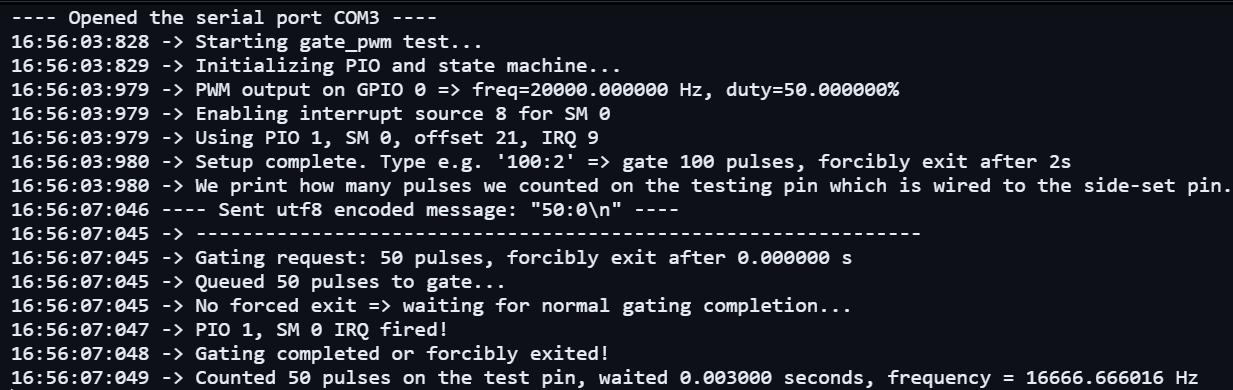 ---- Opened the serial port COM3 ----
16:56:03:828 -> Starting gate_pwm test...
16:56:03:829 -> Initializing PIO and state machine...
16:56:03:979 -> PWM output on GPIO 0 => freq=20000.000000 Hz, duty=50.000000%
16:56:03:979 -> Enabling interrupt source 8 for SM 0
16:56:03:979 -> Using PIO 1, SM 0, offset 21, IRQ 9
16:56:03:980 -> Setup complete. Type e.g. '100:2' => gate 100 pulses, forcibly exit after 2s
16:56:03:980 -> We print how many pulses we counted on the testing pin which is wired to the side-set pin.
16:56:07:046 ---- Sent utf8 encoded message: "50:0\n" ----
16:56:07:045 -> ---------------------------------------------------------------
16:56:07:045 -> Gating request: 50 pulses, forcibly exit after 0.000000 s
16:56:07:045 -> Queued 50 pulses to gate...
16:56:07:045 -> No forced exit => waiting for normal gating completion...
16:56:07:047 -> PIO 1, SM 0 IRQ fired!
16:56:07:048 -> Gating completed or forcibly exited!
16:56:07:049 -> Counted 50 pulses on the test pin, waited 0.003000 seconds, frequency = 16666.666016 Hz